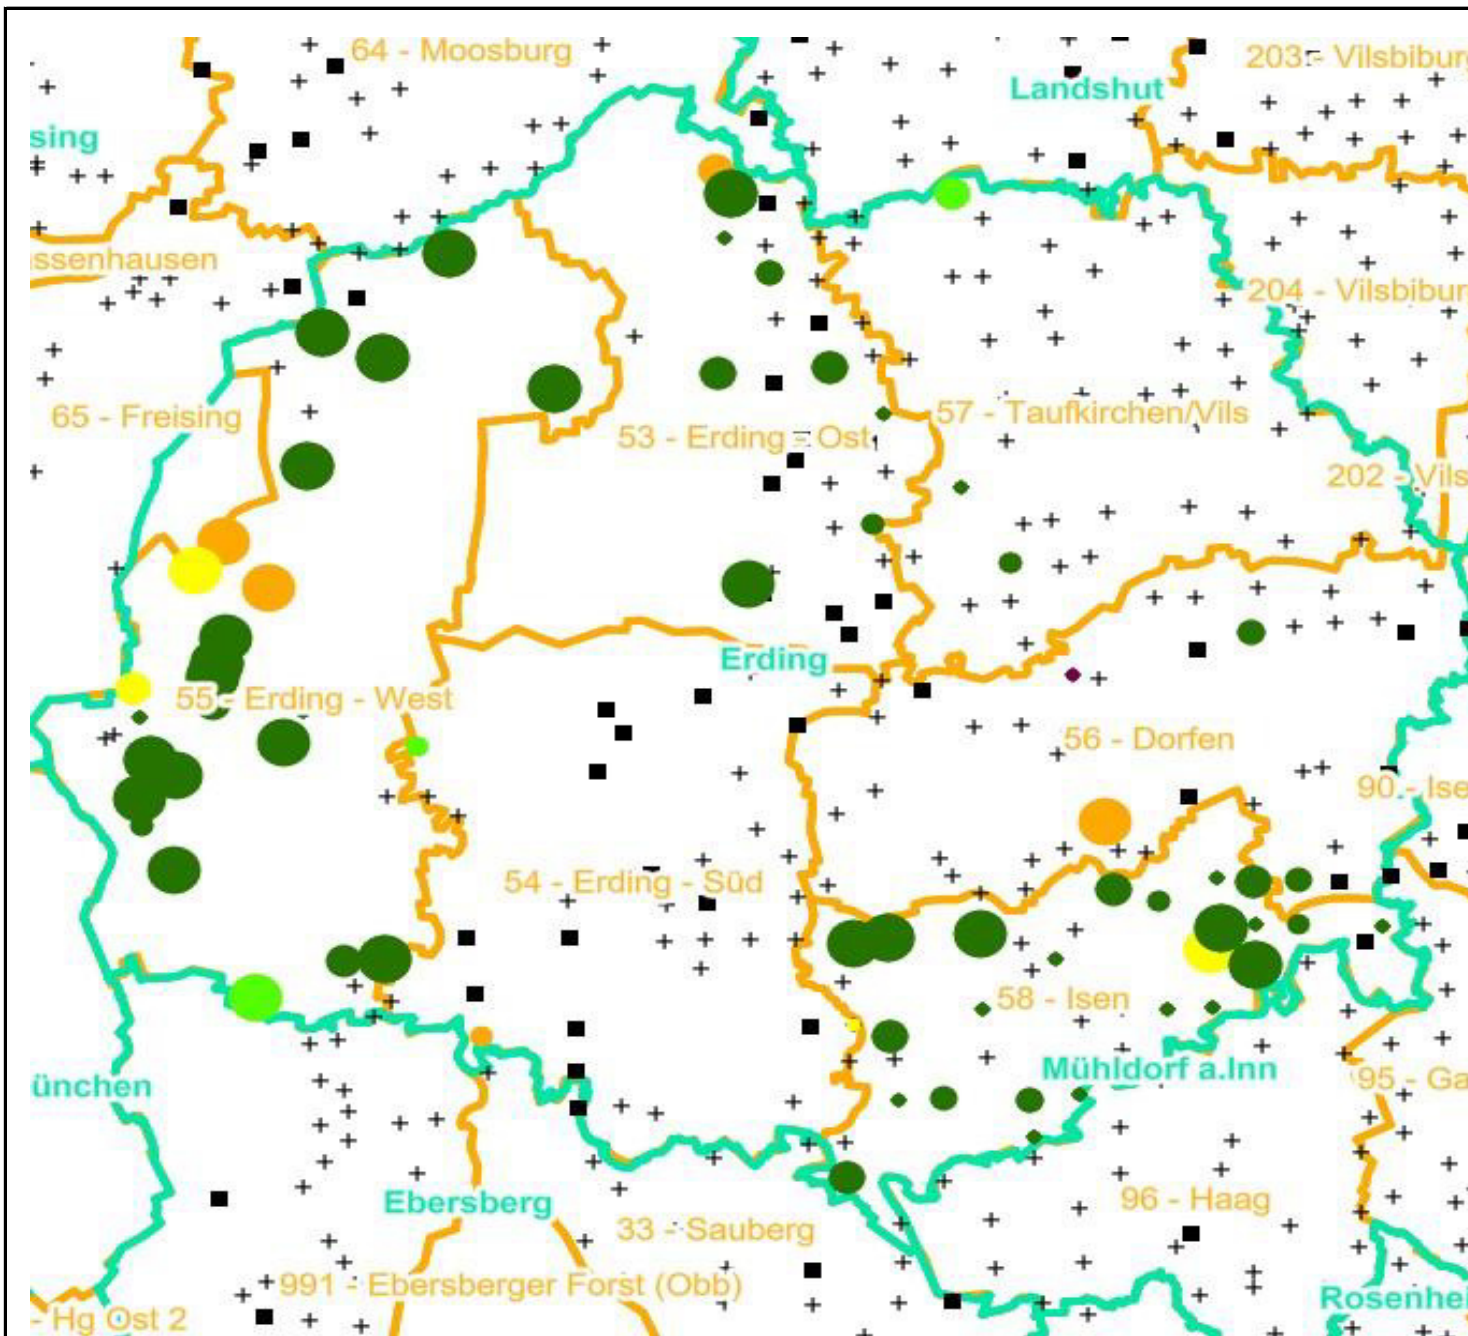 64 - Moosburg
203 - Vilsbiburg
Landshut
sing
ssenhausen
204 - Vilsbibur
65 - Freising
57 - Taufkirchen/Vils
53 - Erding - Ost
202 - Vils
Erding
55 - Erding - West
56 - Dorfen
90 - Ise
54 - Erding - Süd
58 - Isen
Mühldorf a.Inn
95 - Ga
ünchen
Ebersberg
96 - Haag
33 - Sauberg
991 - Ebersberger Forst (Obb)
Rosenhei
- Hg Ost 2